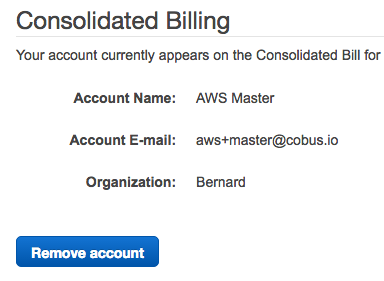 Consolidated Billing
Your account currently appears on the Consolidated Bill for
Account Name: AWS Master
Account E-mail: aws+master@cobus.io
Organization: Bernard
Remove account